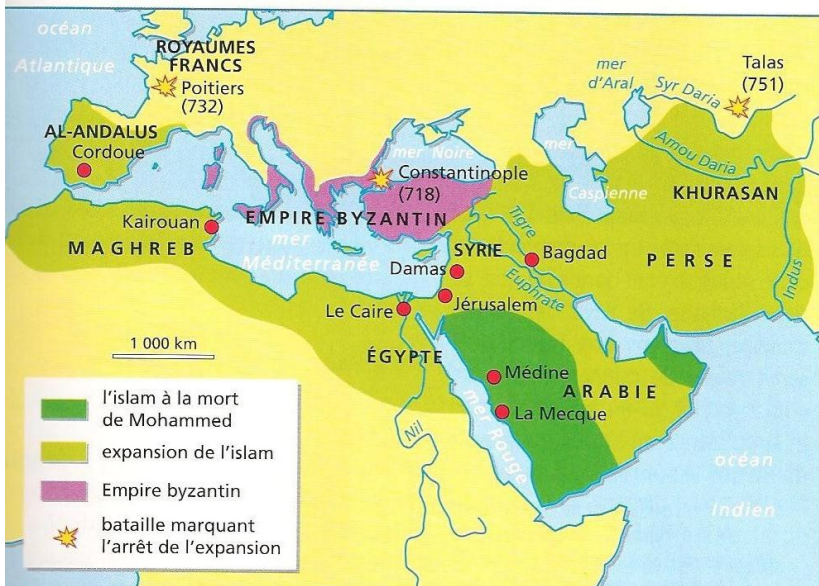 océan
Atlantique
ROYAUMES
FRANCS
Poitiers
(732)
AL-ANDALUS
Cordoue
mer
d'Aral
Syr Daria
Talas
(751)
Amou Daria
mer Noire
Constantinople
(718)
mer
Caspienne
KHURASAN
EMPIRE BYZANTIN
Kairouan
MAGHREB
mer
Méditerranée
SYRIE
Damas
Tigre
Bagdad
Euphrate
PERSE
Indus
Le Caire
Jérusalem
1 000 km
ÉGYPTE
Médine
ARABIE
La Mecque
mer Rouge
Nil
océan
Indien
l'islam à la mort
de Mohammed
expansion de l'islam
Empire byzantin
bataille marquant
l'arrêt de l'expansion